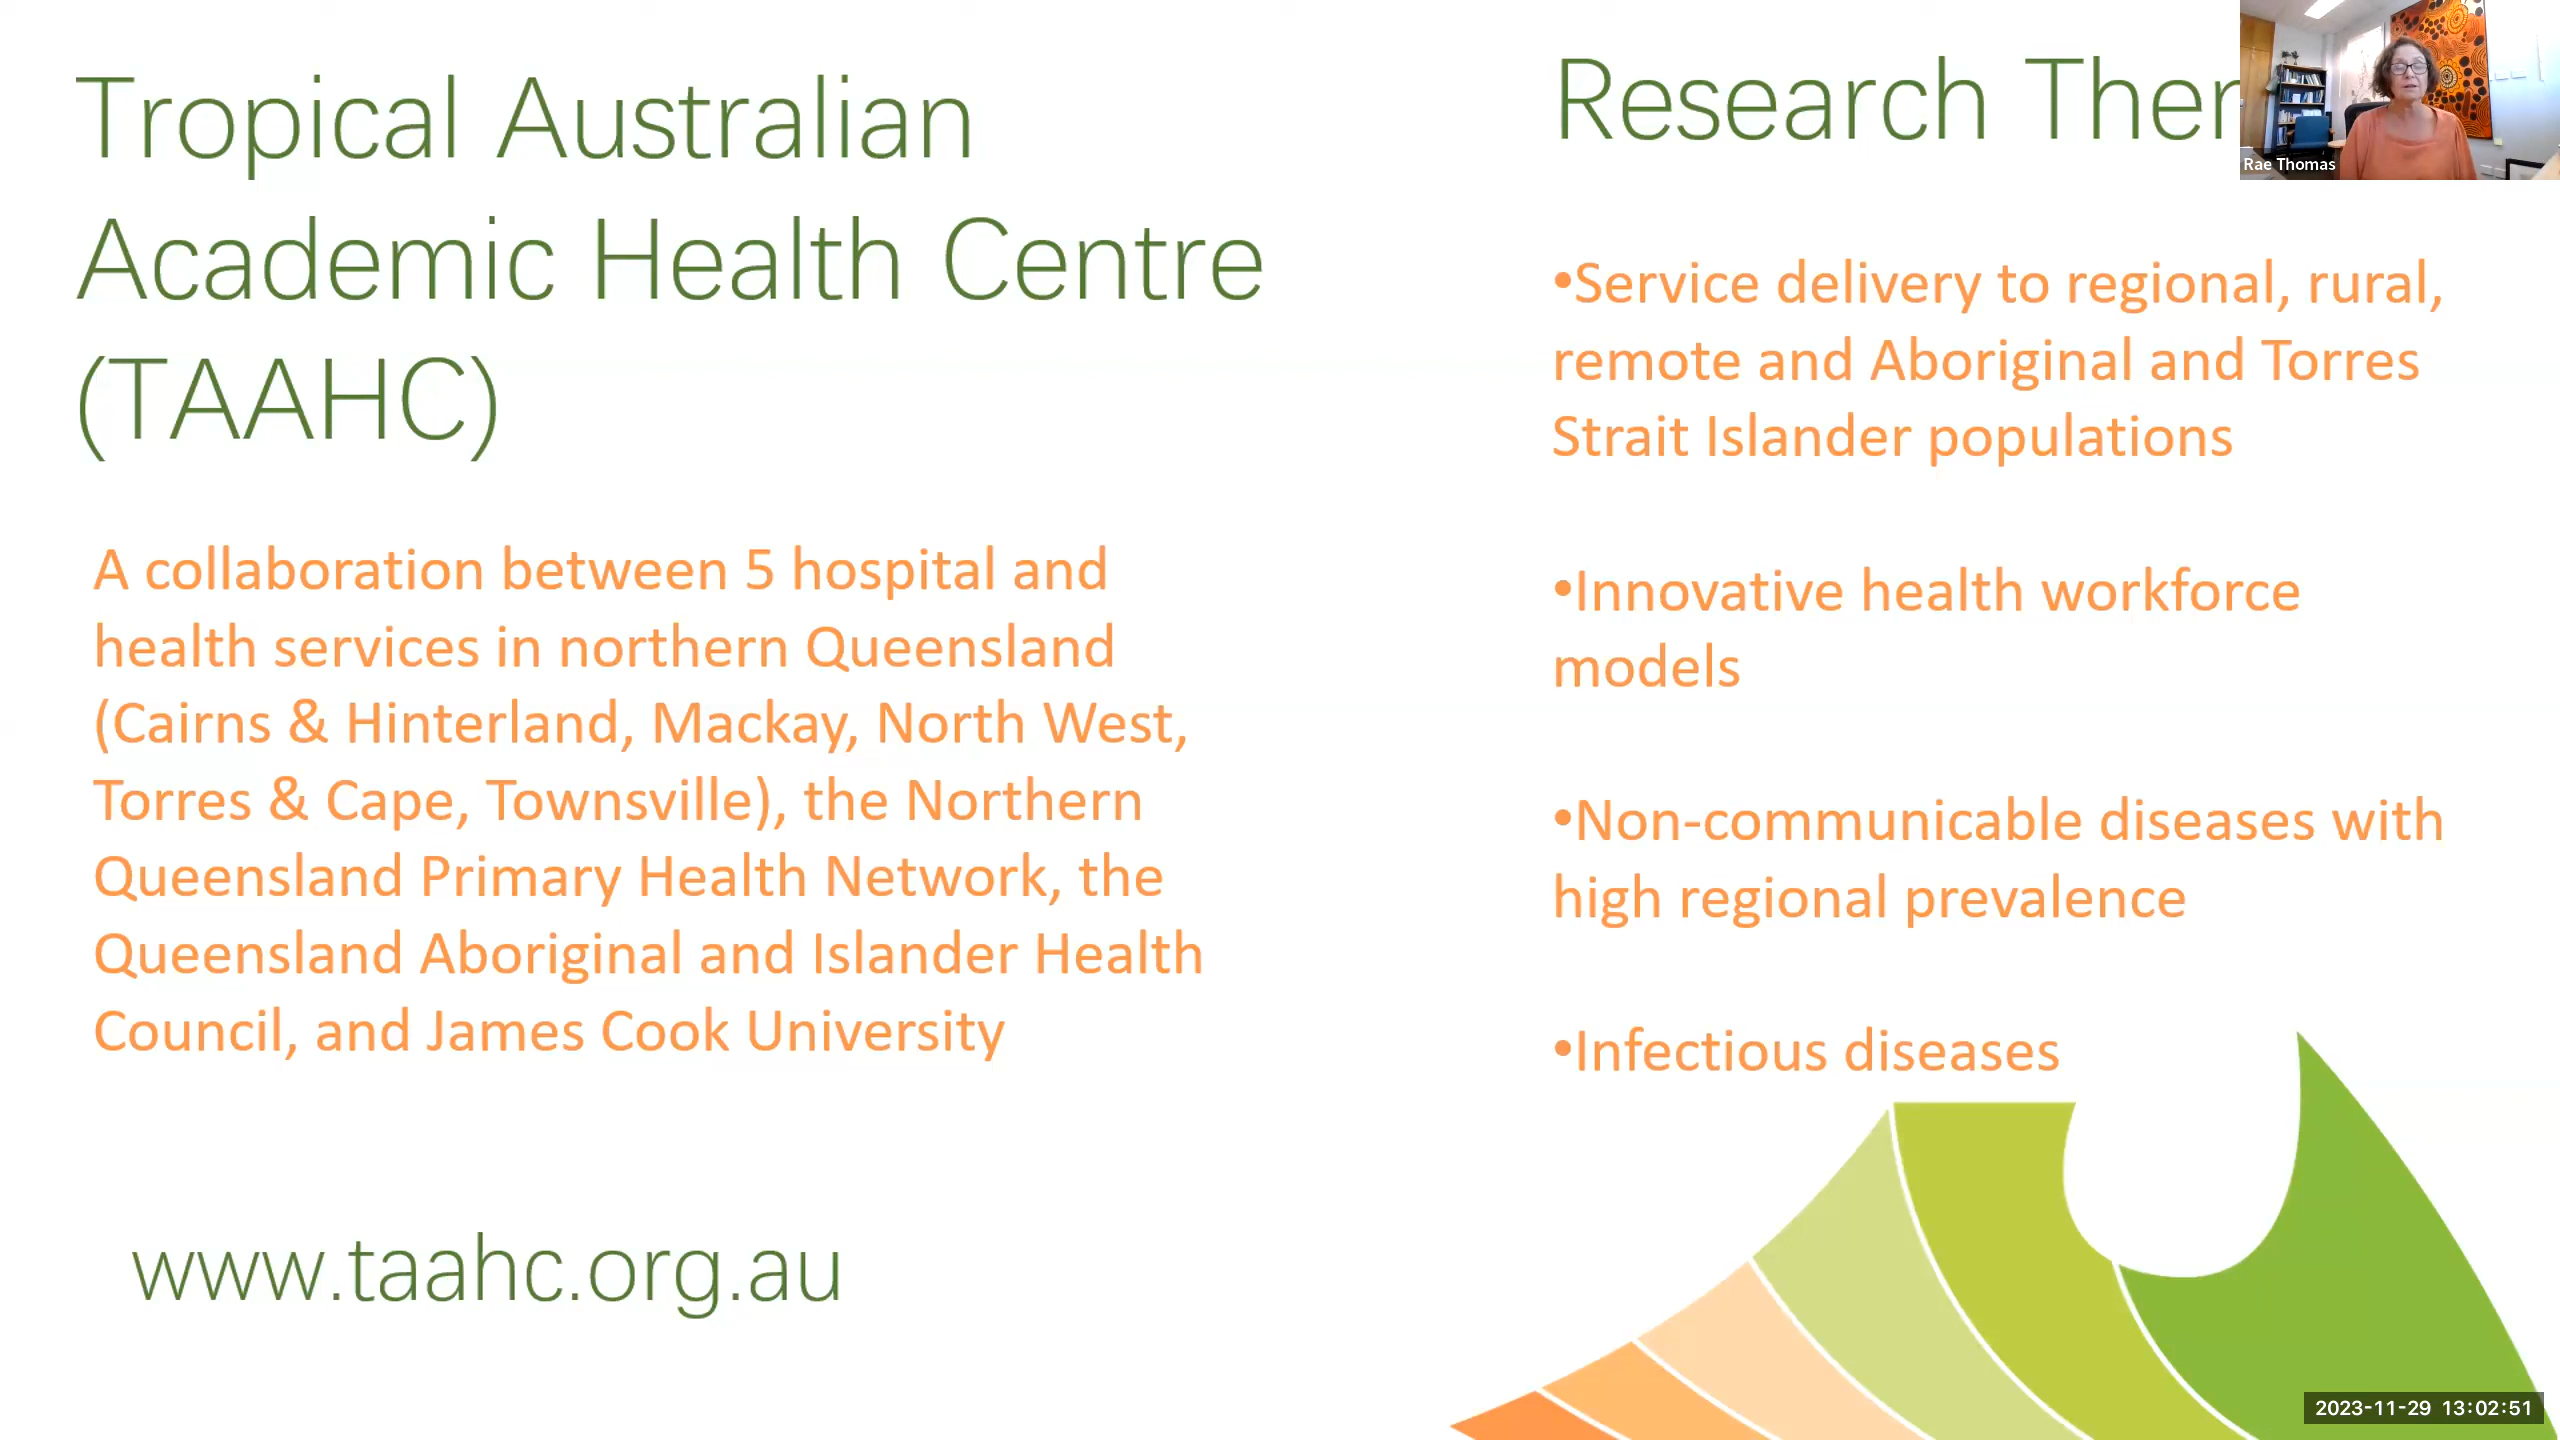 Tropical Australian
Academic Health Centre
(TAAHC)
A collaboration between 5 hospital and
health services in northern Queensland
(Cairns & Hinterland, Mackay, North West,
Torres & Cape, Townsville), the Northern
Queensland Primary Health Network, the
Queensland Aboriginal and Islander Health
Council, and James Cook University
www.taahc.org.au
Research
•Service delivery to regional, rural,
remote and Aboriginal and Torres
Strait Islander populations
•Innovative health workforce
models
•Non-communicable diseases with
high regional prevalence
•Infectious diseases
Rae Thomas
2023-11-29 13:02:51